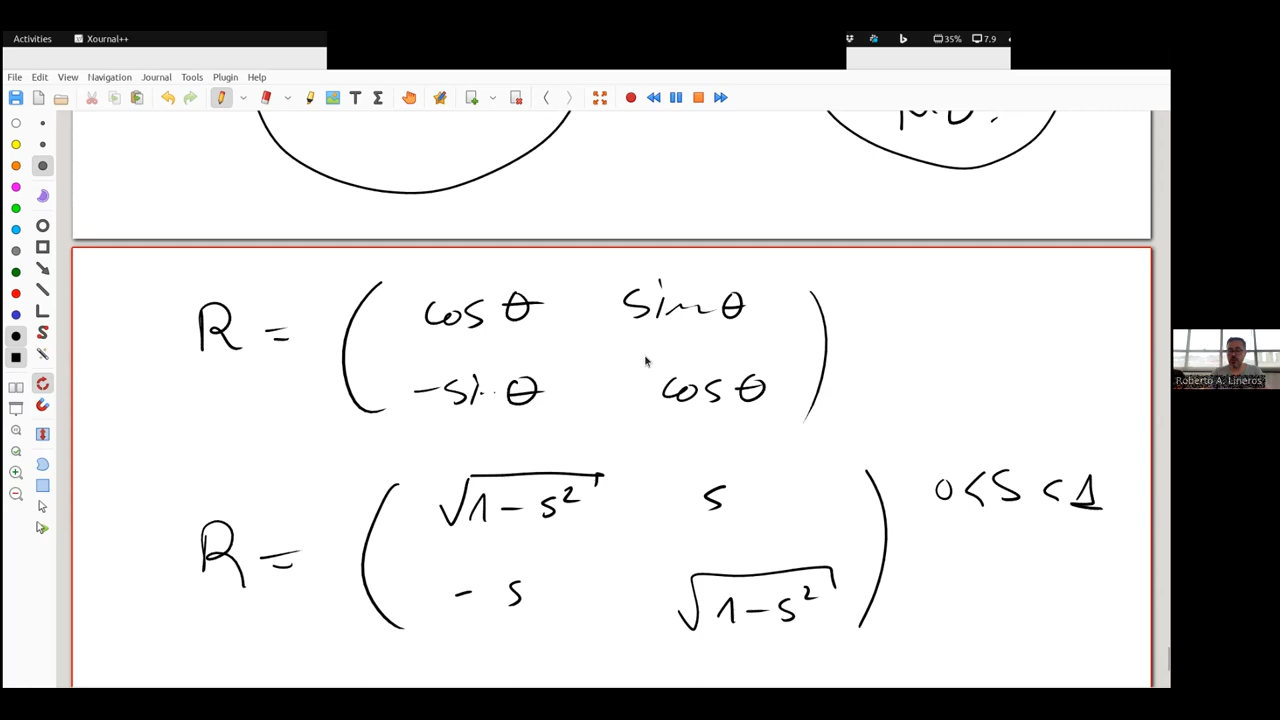 Activities Xournal++ 35% 7.9
File Edit View Navigation Journal Tools Plugin Help
R = ( cos θ sin θ
-sin θ cos θ )
R = ( √1 - s² s
- s √1 - s² ) 0 < s < 1
Roberto A. Lineros